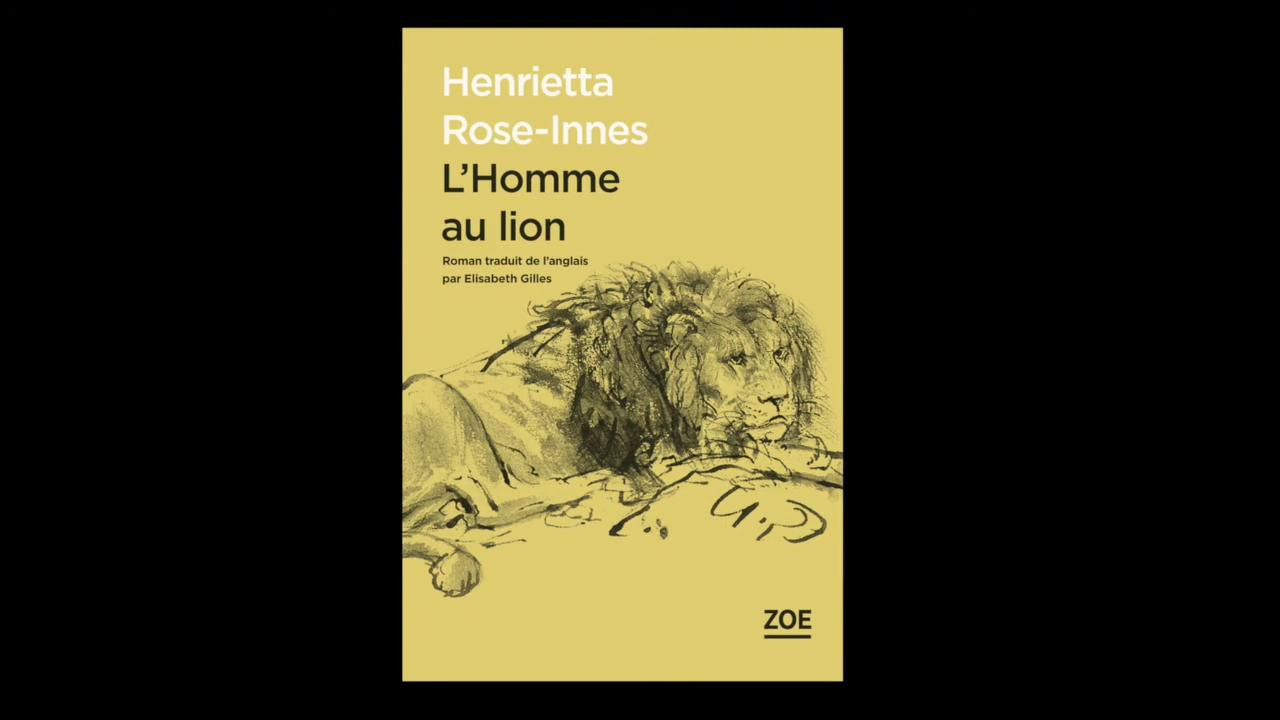 Henrietta
Rose-Innes
L’Homme
au lion
Roman traduit de l’anglais
par Elisabeth Gilles
ZOE